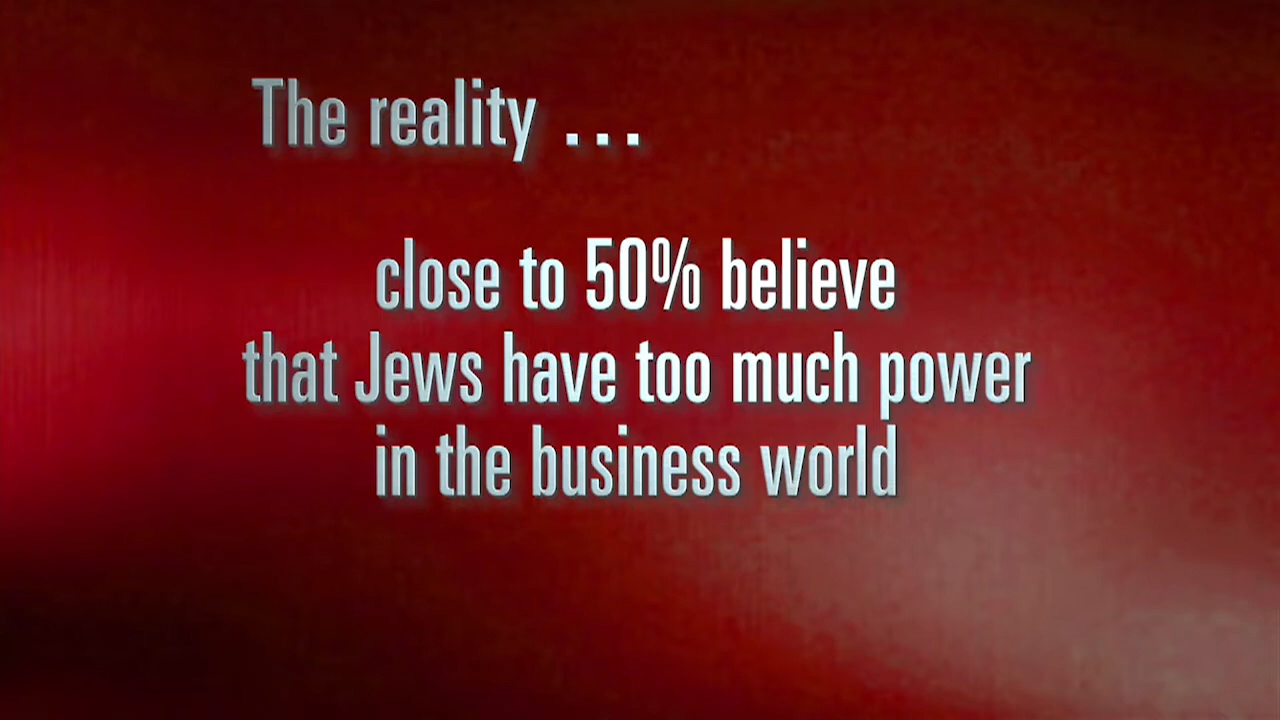 The reality ...
close to 50% believe
that Jews have too much power
in the business world